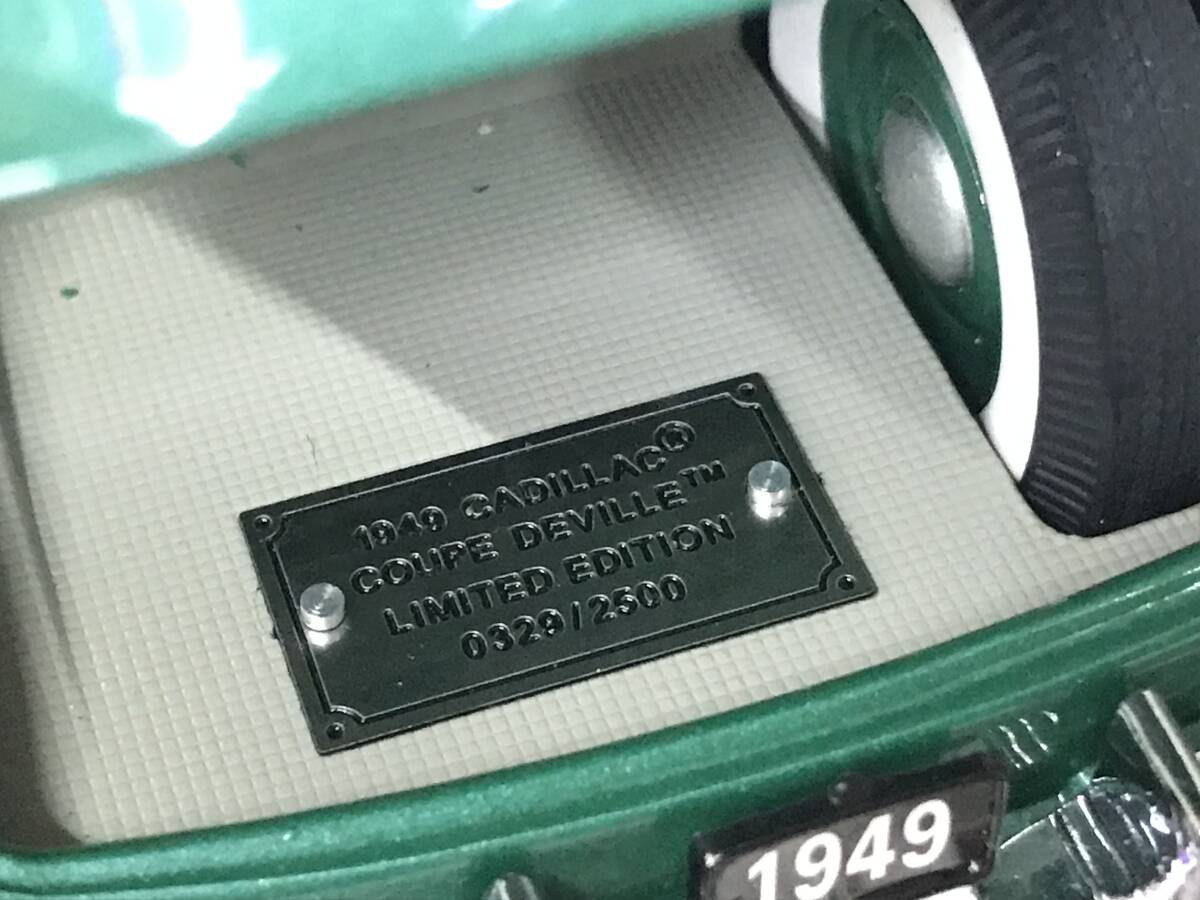 1949 CADILLAC®
COUPE DEVILLE™
LIMITED EDITION
0329/2500
1949